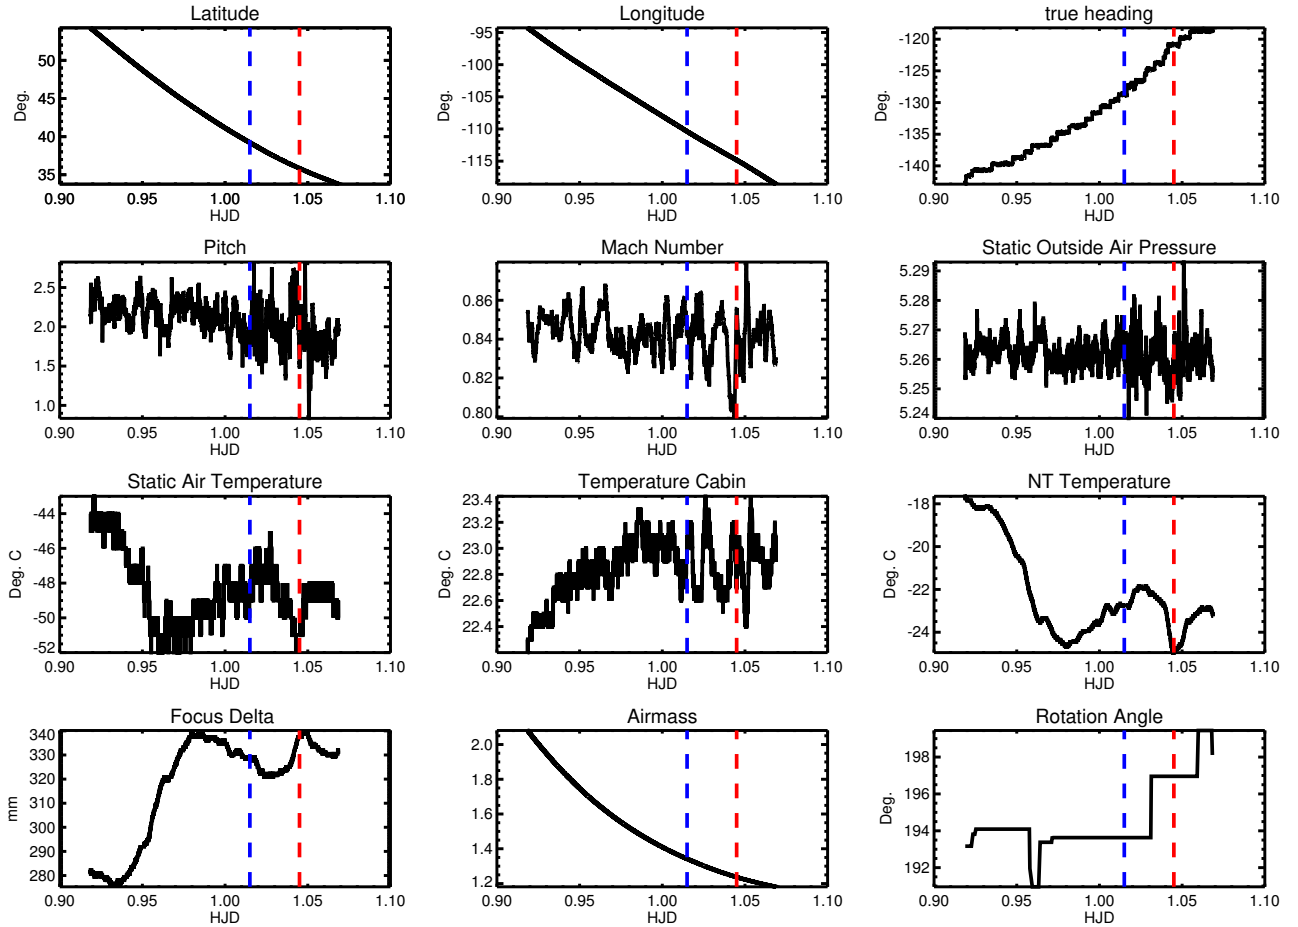 Latitude
Longitude
true heading
Deg.
50
45
40
35
0.90 0.95 1.00 1.05 1.10
HJD
Deg.
-95
-100
-105
-110
-115
0.90 0.95 1.00 1.05 1.10
HJD
Deg.
-120
-125
-130
-135
-140
0.90 0.95 1.00 1.05 1.10
HJD
Pitch
Mach Number
Static Outside Air Pressure
2.5
2.0
1.5
1.0
0.90 0.95 1.00 1.05 1.10
HJD
0.86
0.84
0.82
0.80
0.90 0.95 1.00 1.05 1.10
HJD
5.29
5.28
5.27
5.26
5.25
5.24
0.90 0.95 1.00 1.05 1.10
HJD
Static Air Temperature
Temperature Cabin
NT Temperature
Deg. C
-44
-46
-48
-50
-52
0.90 0.95 1.00 1.05 1.10
HJD
Deg. C
23.4
23.2
23.0
22.8
22.6
22.4
0.90 0.95 1.00 1.05 1.10
HJD
Deg. C
-18
-20
-22
-24
0.90 0.95 1.00 1.05 1.10
HJD
Focus Delta
Airmass
Rotation Angle
mm
340
330
320
310
300
290
280
0.90 0.95 1.00 1.05 1.10
HJD
2.0
1.8
1.6
1.4
1.2
0.90 0.95 1.00 1.05 1.10
HJD
Deg.
198
196
194
192
0.90 0.95 1.00 1.05 1.10
HJD